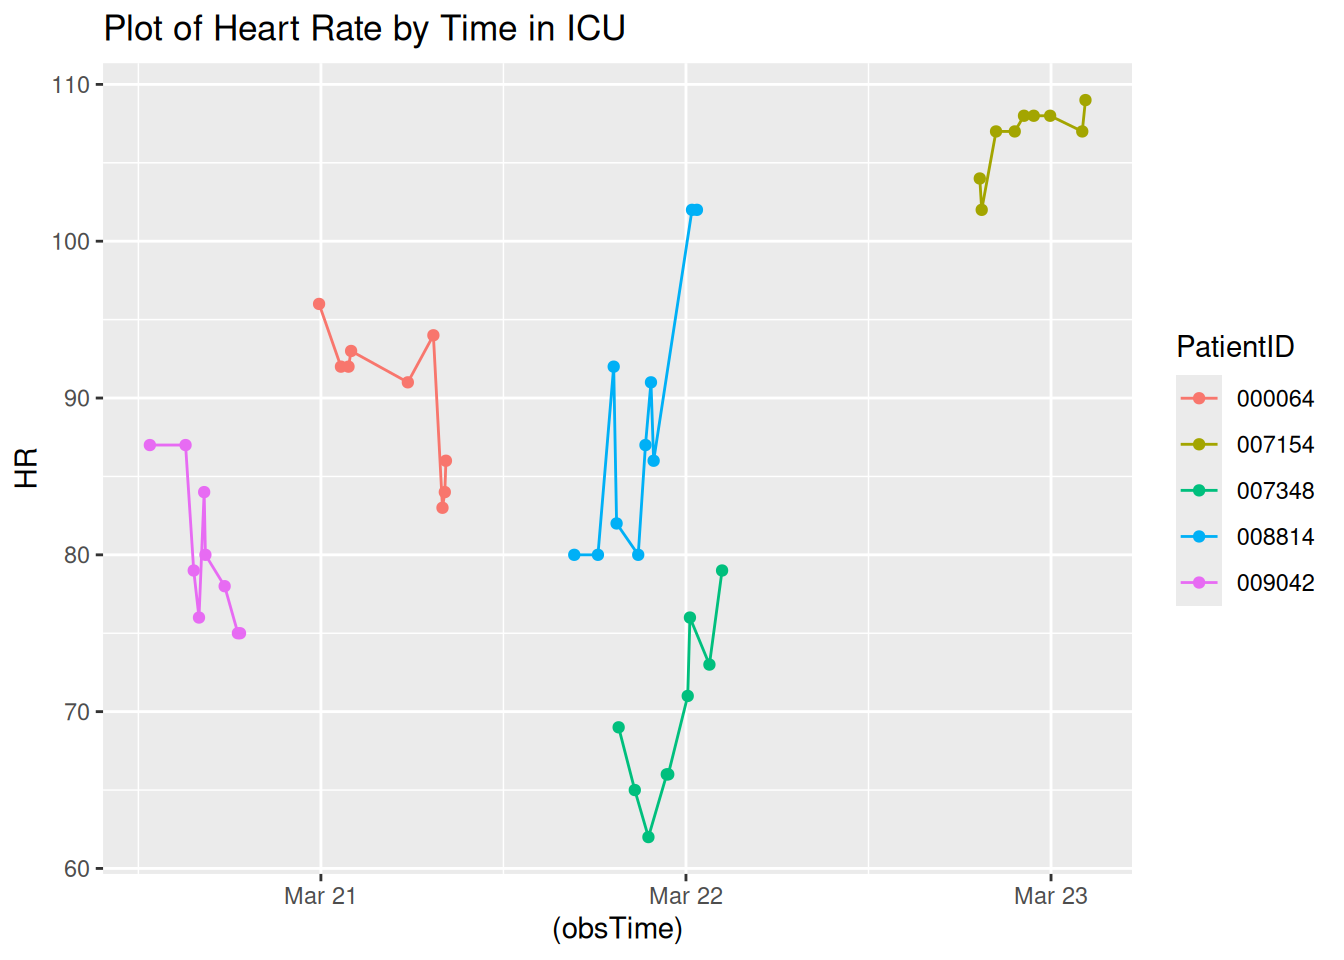 Plot of Heart Rate by Time in ICU
110
100
90
80
70
60
HR
Mar 21
Mar 22
Mar 23
(obsTime)
PatientID
000064
007154
007348
008814
009042